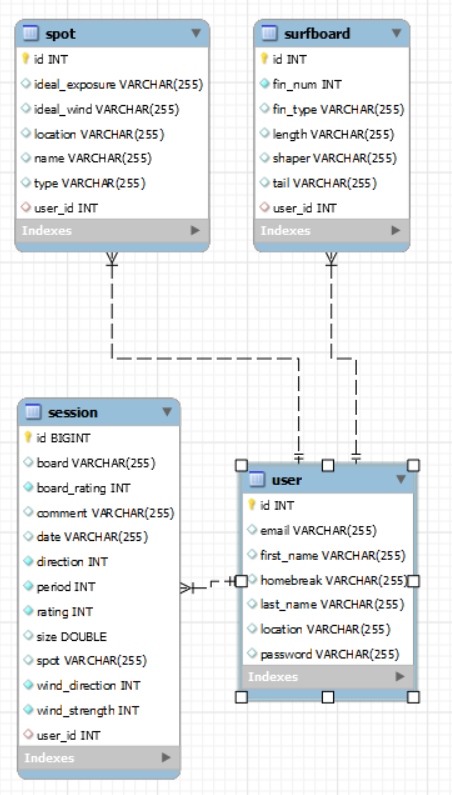 spot
id INT
ideal_exposure VARCHAR(255)
ideal_wind VARCHAR(255)
location VARCHAR(255)
name VARCHAR(255)
type VARCHAR(255)
user_id INT
Indexes
surfboard
id INT
fin_num INT
fin_type VARCHAR(255)
length VARCHAR(255)
shaper VARCHAR(255)
tail VARCHAR(255)
user_id INT
Indexes
session
id BIGINT
board VARCHAR(255)
board_rating INT
comment VARCHAR(255)
date VARCHAR(255)
direction INT
period INT
rating INT
size DOUBLE
spot VARCHAR(255)
wind_direction INT
wind_strength INT
user_id INT
Indexes
user
id INT
email VARCHAR(255)
first_name VARCHAR(255)
homebreak VARCHAR(255)
last_name VARCHAR(255)
location VARCHAR(255)
password VARCHAR(255)
Indexes